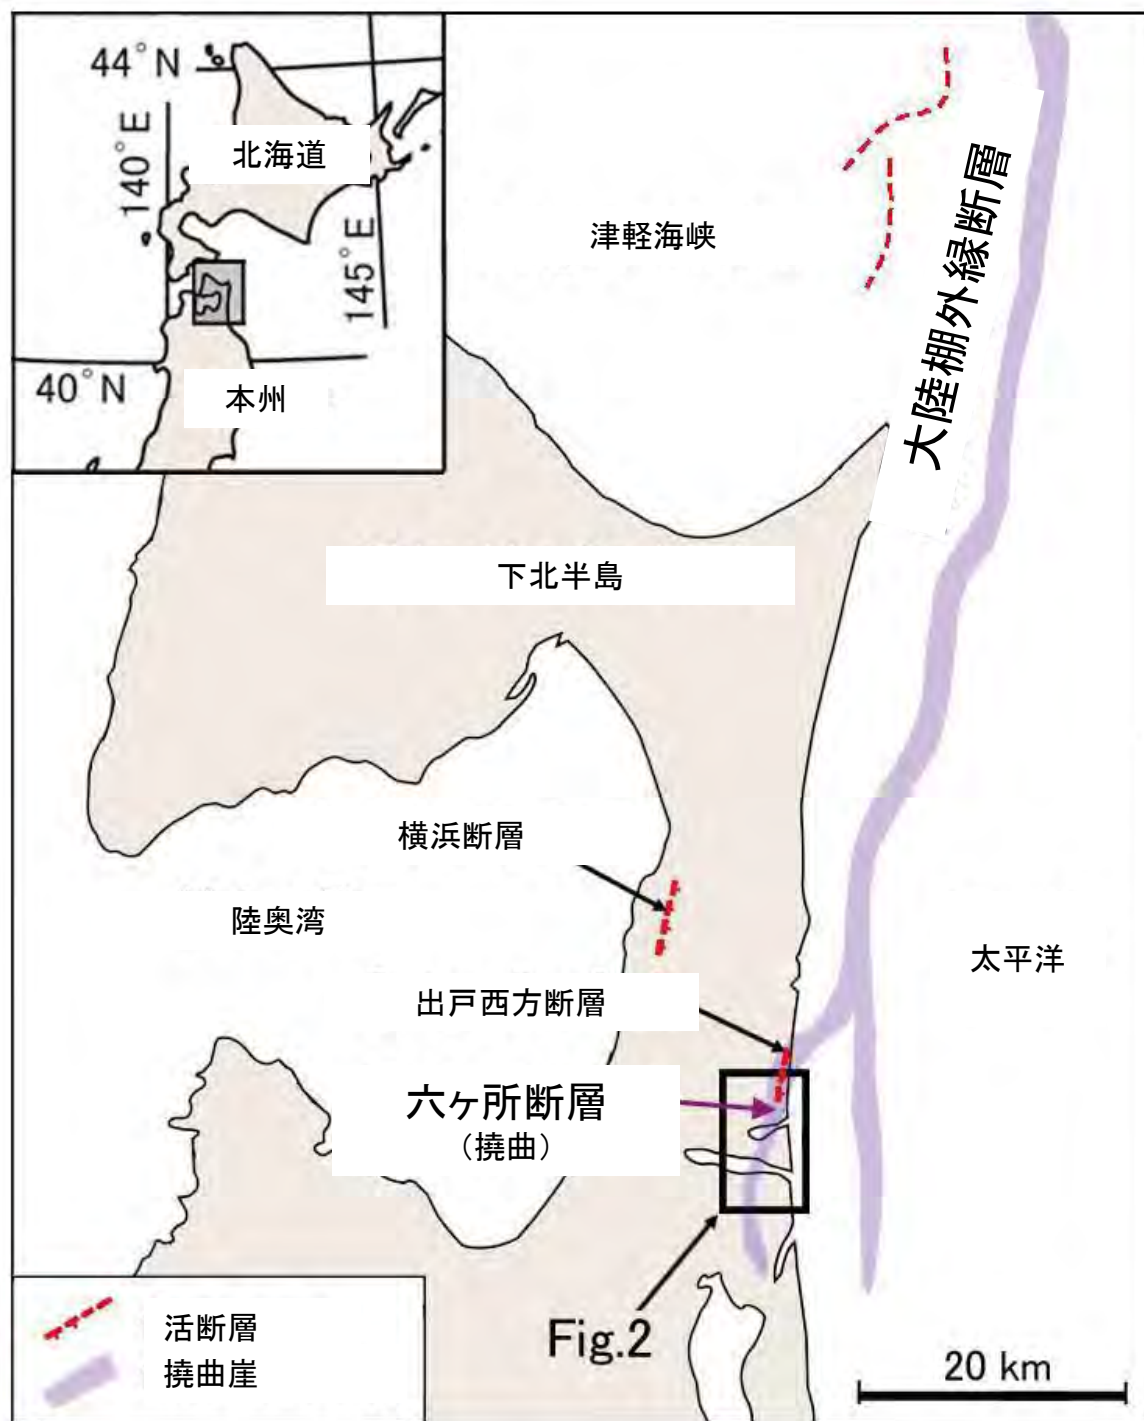 44°N
140°E
北海道
145°E
40°N
本州
津軽海峡
大陸棚外縁断層
下北半島
横浜断層
陸奥湾
太平洋
出戸西方断層
六ヶ所断層
（撓曲）
Fig.2
活断層
撓曲崖
20 km